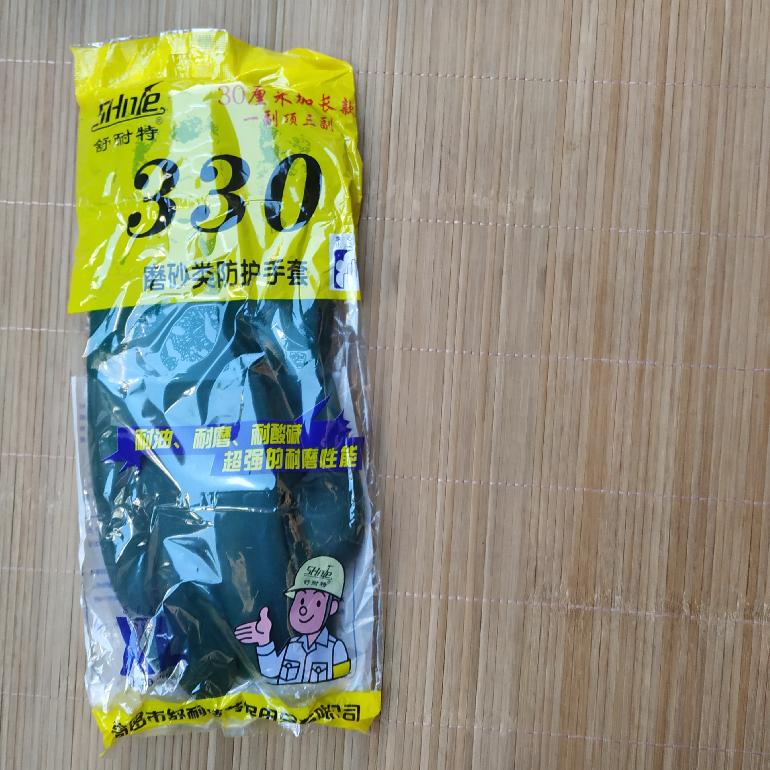 SHnte
30厘米加长款
®
舒耐特
一副顶三副
330
磨砂类防护手套
耐油、耐磨、耐酸碱
超强的耐磨性能
SHnte
舒耐特
XL